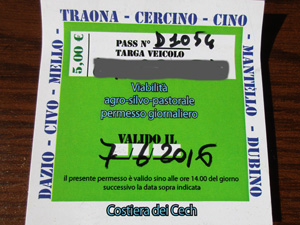 TRAONA - CERCINO - CINO -
DAZIO - CIVO - MELLO -
MANTELLO - DUBINO
5,00 €
PASS N° D1054
TARGA VEICOLO
Viabilità
agro-silvo-pastorale
permesso giornaliero
VALIDO IL
7-6-2016
il presente permesso è valido sino alle ore 14.00 del giorno
successivo la data sopra indicata
Costiera dei Cech